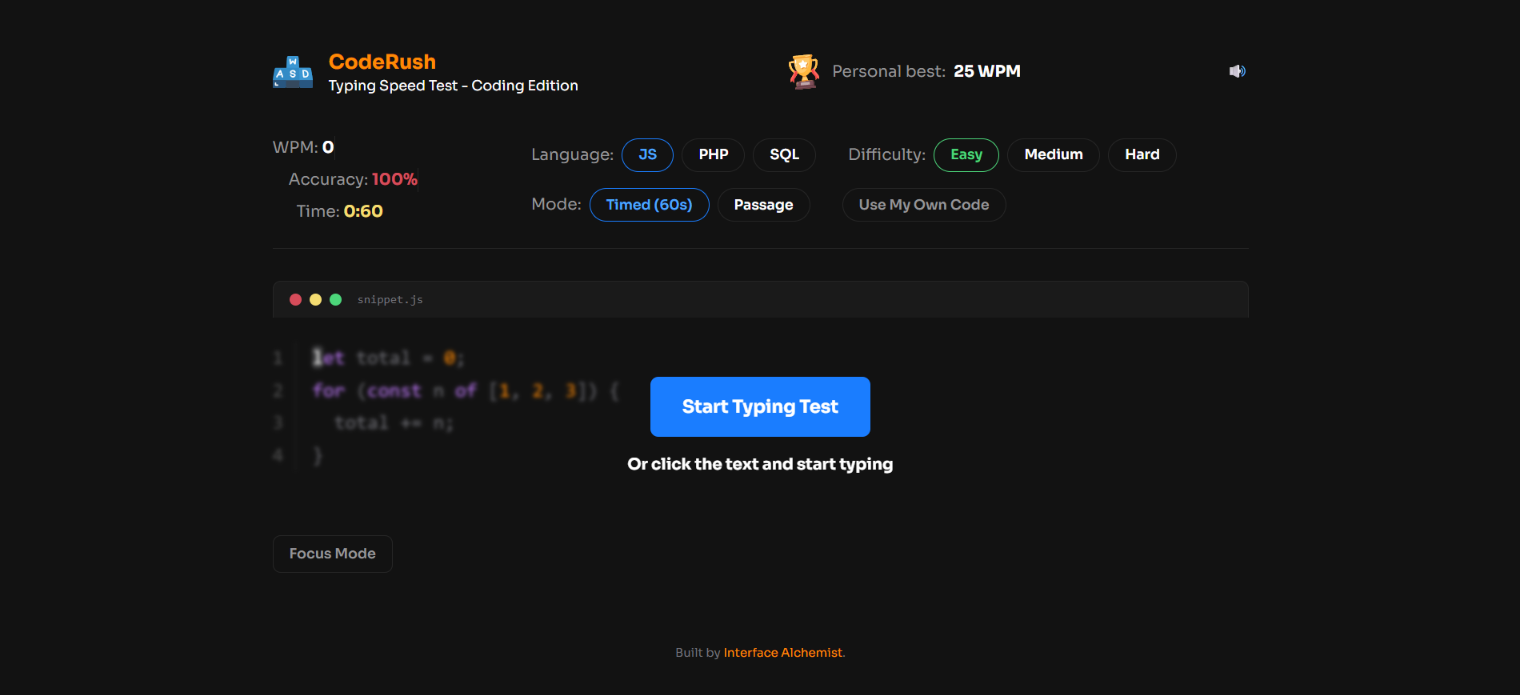 W
A S D
CodeRush
Typing Speed Test - Coding Edition
Personal best: 25 WPM
WPM: 0
Accuracy: 100%
Time: 0:60
Language: JS PHP SQL
Difficulty: Easy Medium Hard
Mode: Timed (60s) Passage
Use My Own Code
snippet.js
1 let total = 0;
2 for (const n of [1, 2, 3]) {
3 total += n;
4 }
Start Typing Test
Or click the text and start typing
Focus Mode
Built by Interface Alchemist.